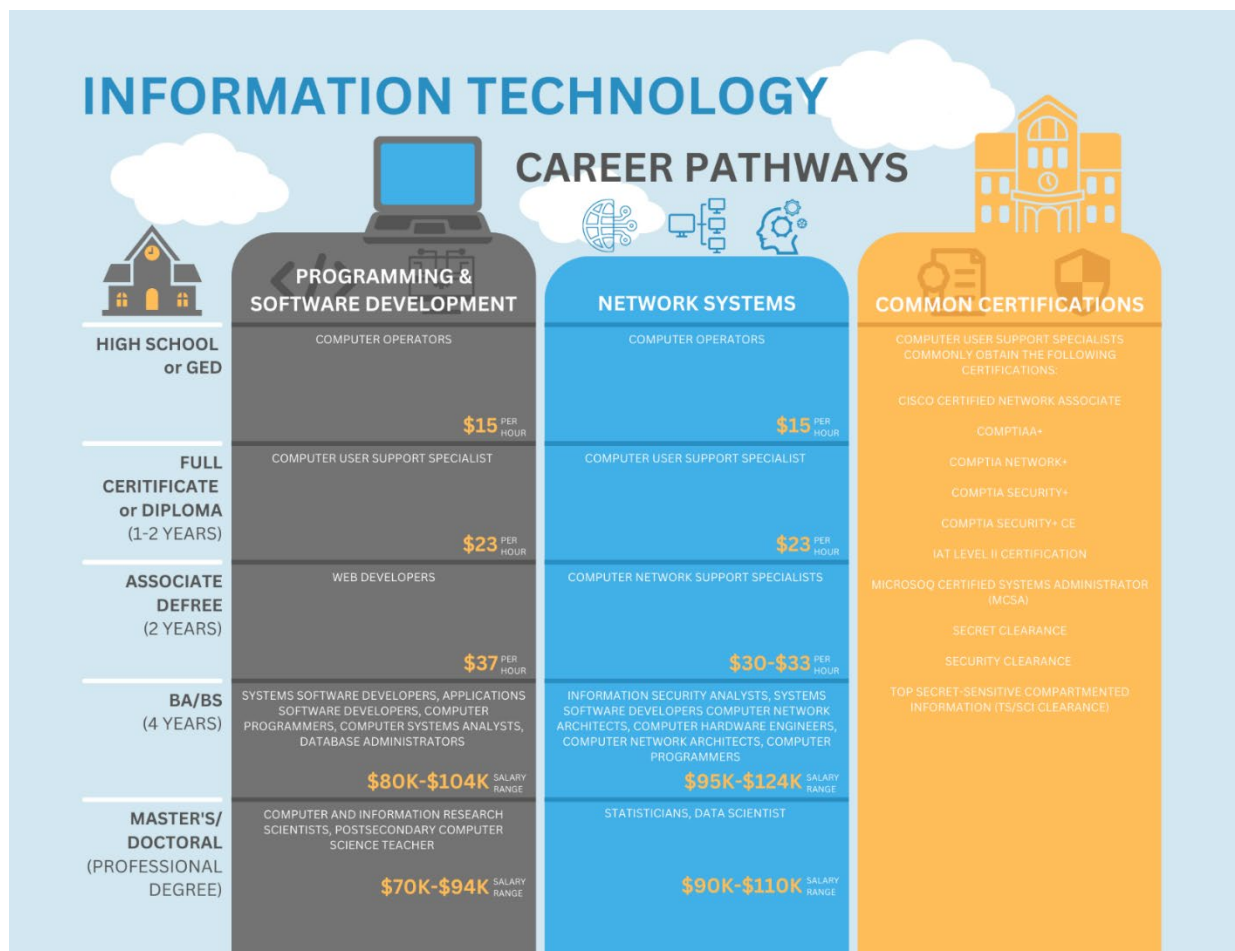 INFORMATION TECHNOLOGY
CAREER PATHWAYS
PROGRAMMING &
SOFTWARE DEVELOPMENT
NETWORK SYSTEMS
COMMON CERTIFICATIONS
HIGH SCHOOL
or GED
COMPUTER OPERATORS
$15 PER
HOUR
COMPUTER OPERATORS
$15 PER
HOUR
FULL
CERITIFICATE
or DIPLOMA
(1-2 YEARS)
COMPUTER USER SUPPORT SPECIALIST
$23 PER
HOUR
COMPUTER USER SUPPORT SPECIALIST
$23 PER
HOUR
ASSOCIATE
DEFREE
(2 YEARS)
WEB DEVELOPERS
$37 PER
HOUR
COMPUTER NETWORK SUPPORT SPECIALISTS
$30-$33 PER
HOUR
BA/BS
(4 YEARS)
SYSTEMS SOFTWARE DEVELOPERS, APPLICATIONS
SOFTWARE DEVELOPERS, COMPUTER
PROGRAMMERS, COMPUTER SYSTEMS ANALYSTS,
DATABASE ADMINISTRATORS
$80K-$104K SALARY
RANGE
INFORMATION SECURITY ANALYSTS, SYSTEMS
SOFTWARE DEVELOPERS COMPUTER NETWORK
ARCHITECTS, COMPUTER HARDWARE ENGINEERS,
COMPUTER NETWORK ARCHITECTS, COMPUTER
PROGRAMMERS
$95K-$124K SALARY
RANGE
MASTER'S/
DOCTORAL
(PROFESSIONAL
DEGREE)
COMPUTER AND INFORMATION RESEARCH
SCIENTISTS, POSTSECONDARY COMPUTER
SCIENCE TEACHER
$70K-$94K SALARY
RANGE
STATISTICIANS, DATA SCIENTIST
$90K-$110K SALARY
RANGE
COMPUTER USER SUPPORT SPECIALISTS
COMMONLY OBTAIN THE FOLLOWING
CERTIFICATIONS:
CISCO CERTIFIED NETWORK ASSOCIATE
COMPTIAA+
COMPTIA NETWORK+
COMPTIA SECURITY+
COMPTIA SECURITY+ CE
IAT LEVEL II CERTIFICATION
MICROSOQ CERTIFIED SYSTEMS ADMINISTRATOR
(MCSA)
SECRET CLEARANCE
SECURITY CLEARANCE
TOP SECRET-SENSITIVE COMPARTMENTED
INFORMATION (TS/SCI CLEARANCE)